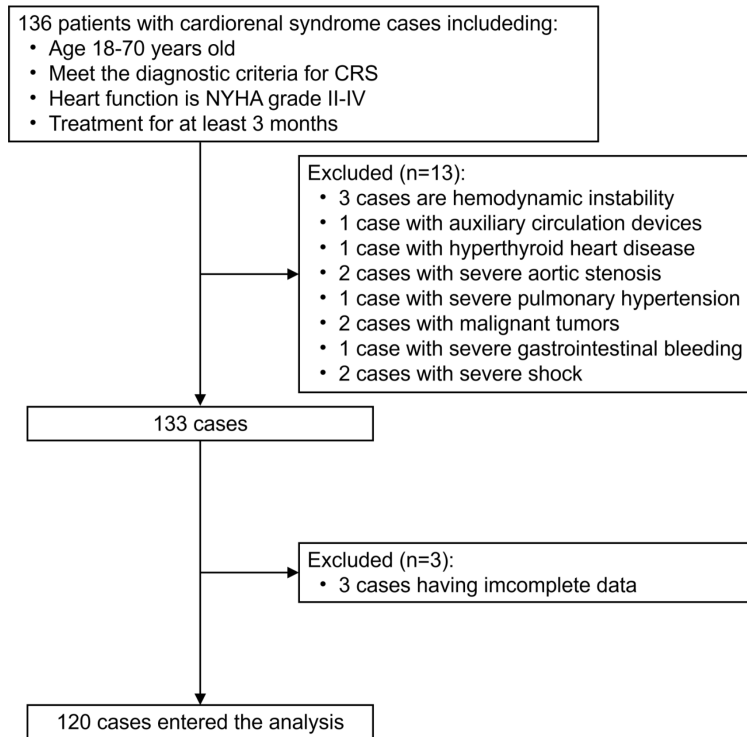 136 patients with cardiorenal syndrome cases includeding:
• Age 18-70 years old
• Meet the diagnostic criteria for CRS
• Heart function is NYHA grade II-IV
• Treatment for at least 3 months
Excluded (n=13):
• 3 cases are hemodynamic instability
• 1 case with auxiliary circulation devices
• 1 case with hyperthyroid heart disease
• 2 cases with severe aortic stenosis
• 1 case with severe pulmonary hypertension
• 2 cases with malignant tumors
• 1 case with severe gastrointestinal bleeding
• 2 cases with severe shock
133 cases
Excluded (n=3):
• 3 cases having imcomplete data
120 cases entered the analysis